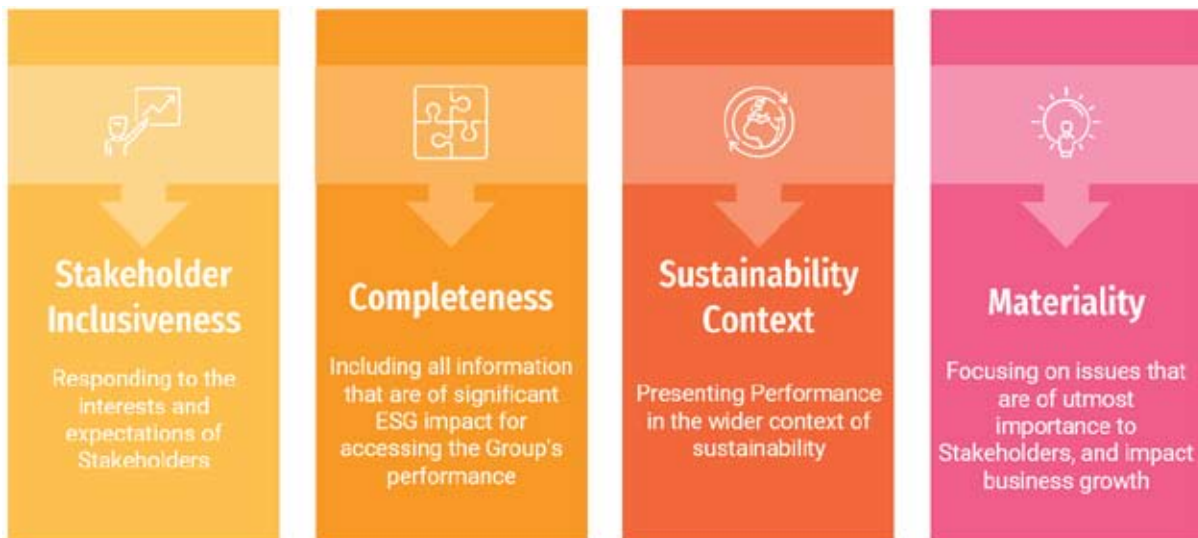 Stakeholder
Inclusiveness
Responding to the
interests and
expectations of
Stakeholders
Completeness
Including all information
that are of significant
ESG impact for
accessing the Group's
performance
Sustainability
Context
Presenting Performance
in the wider context of
sustainability
Materiality
Focusing on issues that
are of utmost
importance to
Stakeholders, and impact
business growth